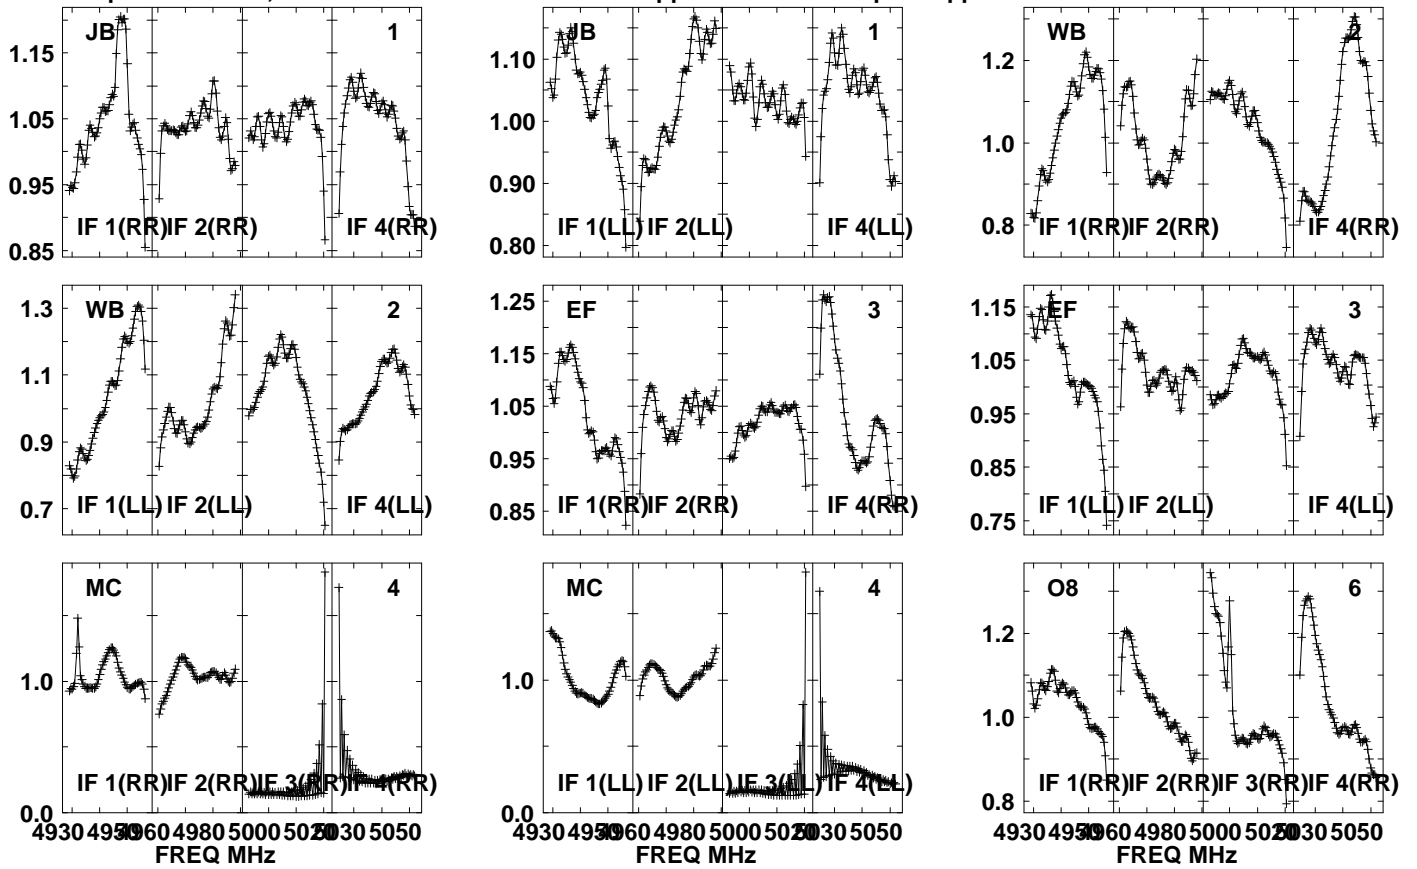 JB 1
1.15
1.05
0.95
0.85
IF 1(RR) IF 2(RR) IF 4(RR)
JB 1
1.10
1.00
0.90
0.80
IF 1(LL) IF 2(LL) IF 4(LL)
WB 2
1.2
1.0
0.8
IF 1(RR) IF 2(RR) IF 4(RR)
WB 2
1.3
1.1
0.9
0.7
IF 1(LL) IF 2(LL) IF 4(LL)
EF 3
1.25
1.15
1.05
0.95
0.85
IF 1(RR) IF 2(RR) IF 4(RR)
EF 3
1.15
1.05
0.95
0.85
0.75
IF 1(LL) IF 2(LL) IF 4(LL)
MC 4
1.0
0.0
IF 1(RR) IF 2(RR) IF 3(RR) IF 4(RR)
4930 4950 4960 4980 5000 5020 5030 5050
FREQ MHz
MC 4
1.0
0.0
IF 1(LL) IF 2(LL) IF 3(LL) IF 4(LL)
4930 4950 4960 4980 5000 5020 5030 5050
FREQ MHz
O8 6
1.2
1.0
0.8
IF 1(RR) IF 2(RR) IF 3(RR) IF 4(RR)
4930 4950 4960 4980 5000 5020 5030 5050
FREQ MHz